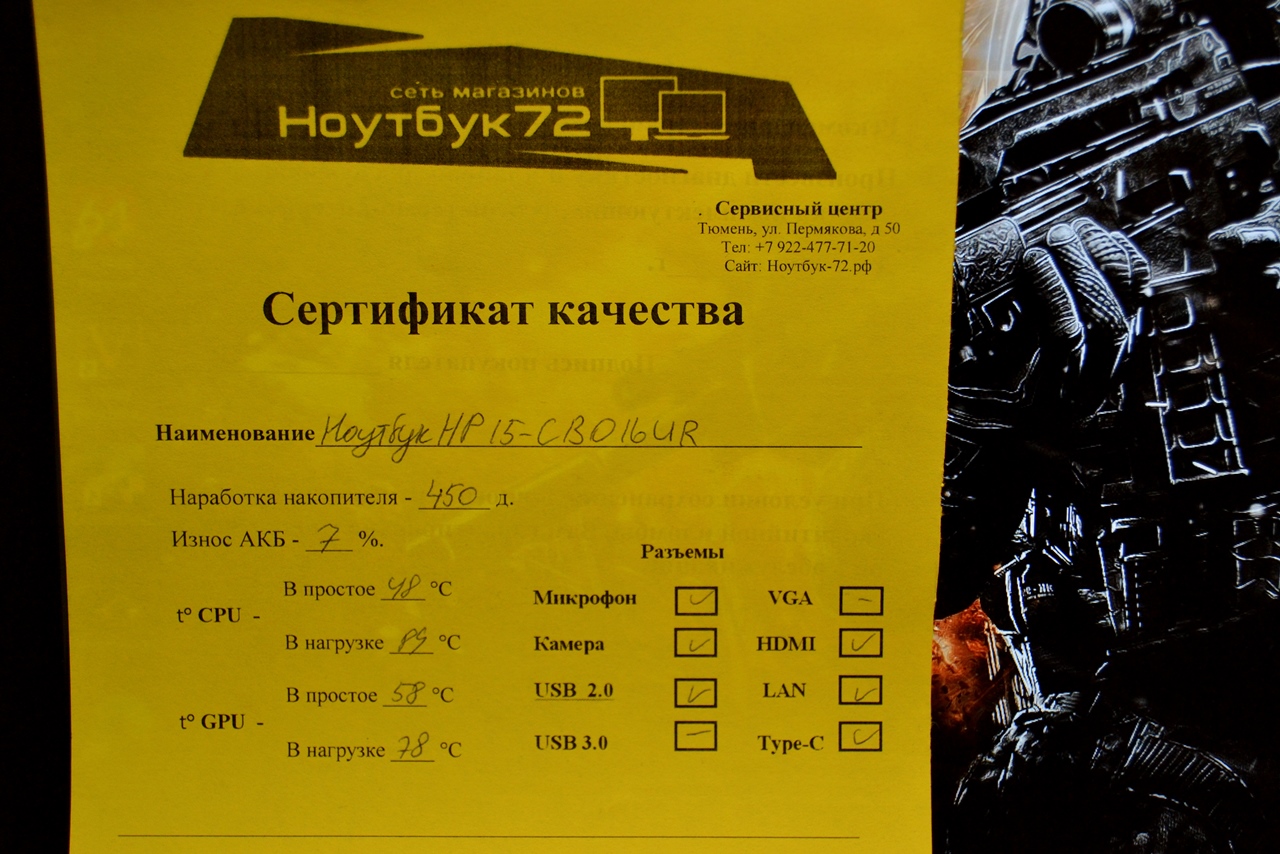 сеть магазинов
Ноутбук72
Сервисный центр
Тюмень, ул. Пермякова, д 50
Тел: +7 922-477-71-20
Сайт: Ноутбук-72.рф
Сертификат качества
Наименование Ноутбук HP 15-CB016UR
Наработка накопителя - 450 д.
Износ АКБ - 7 %.
Разъемы
t° CPU -
В простое 48 °C
В нагрузке 89 °C
t° GPU -
В простое 58 °C
В нагрузке 78 °C
Микрофон ✓ VGA –
Камера ✓ HDMI ✓
USB 2.0 ✓ LAN ✓
USB 3.0 – Type-C ✓